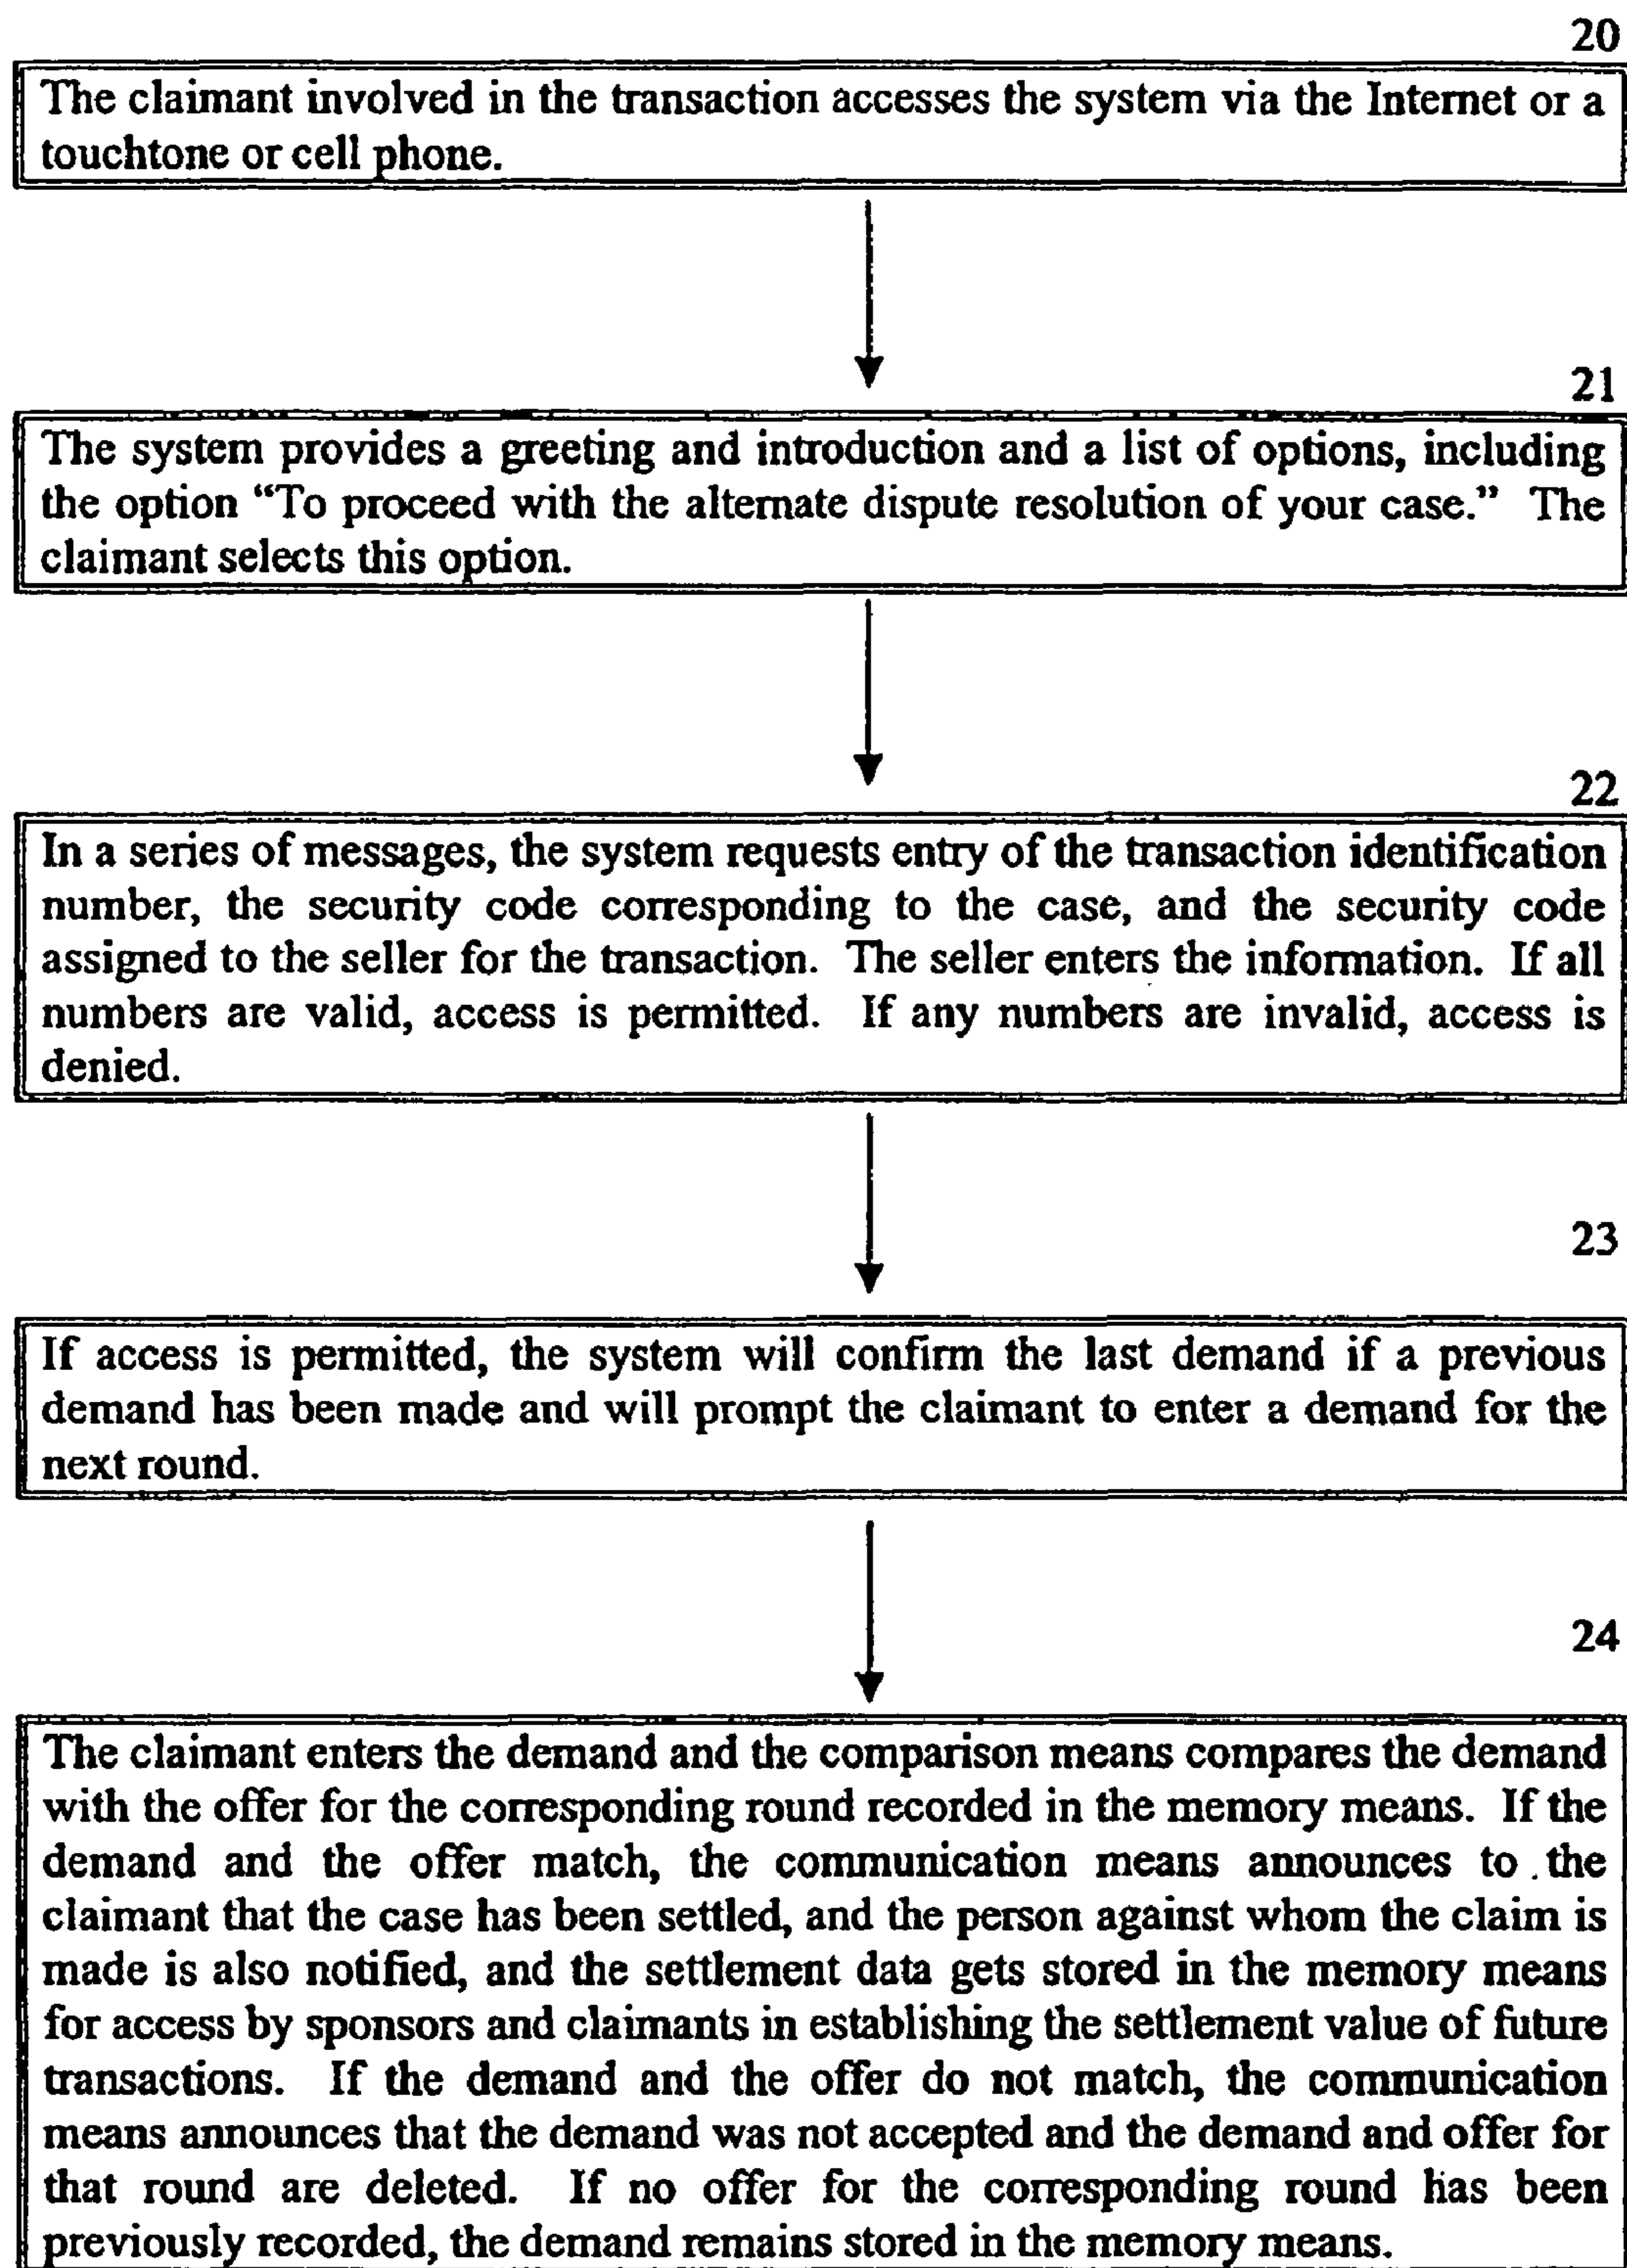 20
The claimant involved in the transaction accesses the system via the Internet or a
touchtone or cell phone.
21
The system provides a greeting and introduction and a list of options, including
the option “To proceed with the alternate dispute resolution of your case.” The
claimant selects this option.
22
In a series of messages, the system requests entry of the transaction identification
number, the security code corresponding to the case, and the security code
assigned to the seller for the transaction. The seller enters the information. If all
numbers are valid, access is permitted. If any numbers are invalid, access is
denied.
23
If access is permitted, the system will confirm the last demand if a previous
demand has been made and will prompt the claimant to enter a demand for the
next round.
24
The claimant enters the demand and the comparison means compares the demand
with the offer for the corresponding round recorded in the memory means. If the
demand and the offer match, the communication means announces to the
claimant that the case has been settled, and the person against whom the claim is
made is also notified, and the settlement data gets stored in the memory means
for access by sponsors and claimants in establishing the settlement value of future
transactions. If the demand and the offer do not match, the communication
means announces that the demand was not accepted and the demand and offer for
that round are deleted. If no offer for the corresponding round has been
previously recorded, the demand remains stored in the memory means.